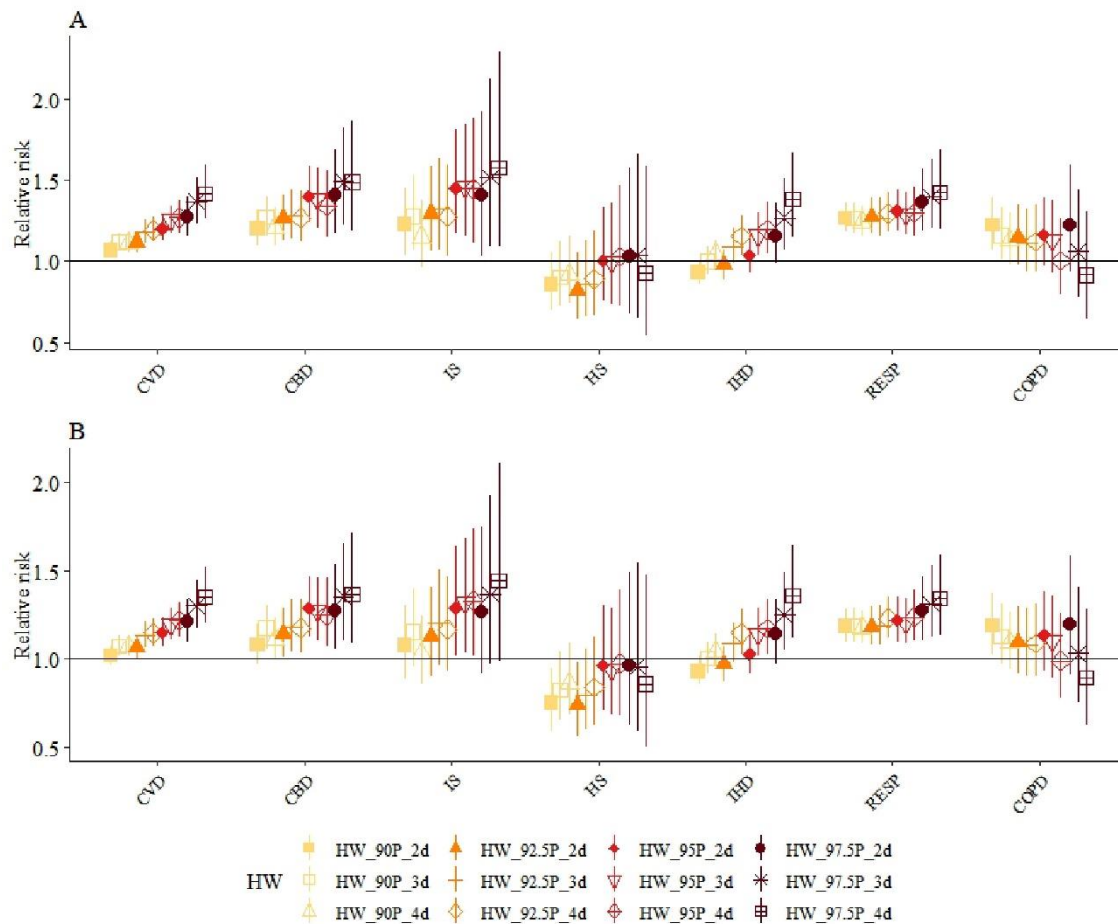 A
2.0
1.5
1.0
0.5
Relative risk
CVD CBD IS HS IHD RESP COPD
B
2.0
1.5
1.0
0.5
Relative risk
CVD CBD IS HS IHD RESP COPD
HW
HW_90P_2d HW_92.5P_2d HW_95P_2d HW_97.5P_2d
HW_90P_3d HW_92.5P_3d HW_95P_3d HW_97.5P_3d
HW_90P_4d HW_92.5P_4d HW_95P_4d HW_97.5P_4d